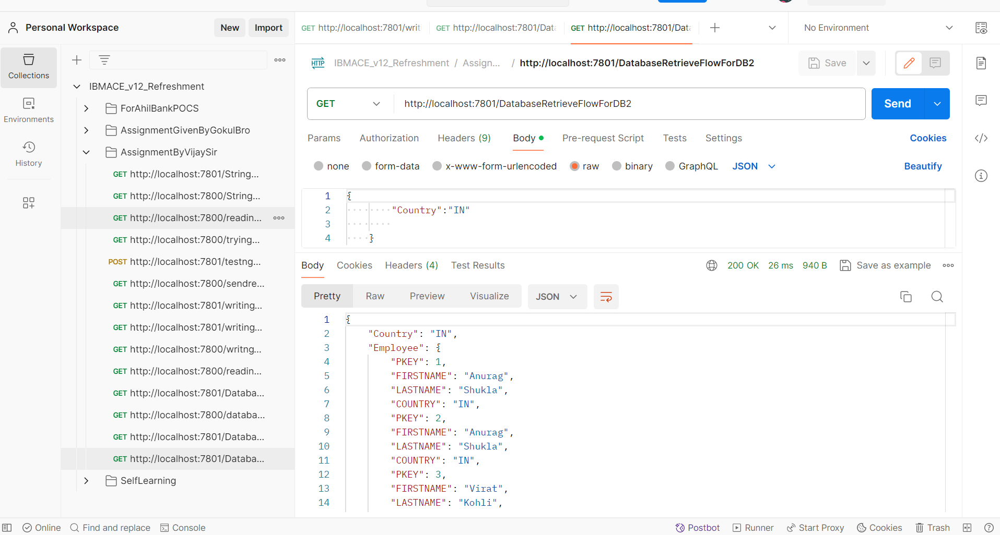 Personal Workspace
New
Import
GET http://localhost:7801/writ
GET http://localhost:7801/Dat
GET http://localhost:7801/Dat
No Environment
Collections
Environments
History
IBMACE_v12_Refreshment
ForAhilBankPOCS
AssignmentGivenByGokulBro
AssignmentByVijaySir
GET http://localhost:7801/String...
GET http://localhost:7800/String...
GET http://localhost:7800/readin...
GET http://localhost:7800/trying...
POST http://localhost:7801/testng...
GET http://localhost:7800/sendre...
GET http://localhost:7801/writing...
GET http://localhost:7801/writing...
GET http://localhost:7800/writng...
GET http://localhost:7800/readin...
GET http://localhost:7801/Databa...
GET http://localhost:7800/databa...
GET http://localhost:7801/Databa...
GET http://localhost:7801/Databa...
SelfLearning
HTTP IBMACE_v12_Refreshment / Assign... / http://localhost:7801/DatabaseRetrieveFlowForDB2
Save
GET http://localhost:7801/DatabaseRetrieveFlowForDB2
Send
Params Authorization Headers (9) Body Pre-request Script Tests Settings Cookies
none form-data x-www-form-urlencoded raw binary GraphQL JSON Beautify
1 {
2 "Country":"IN"
3
4 }
Body Cookies Headers (4) Test Results 200 OK 26 ms 940 B Save as example
Pretty Raw Preview Visualize JSON
1 {
2 "Country": "IN",
3 "Employee": {
4 "PKEY": 1,
5 "FIRSTNAME": "Anurag",
6 "LASTNAME": "Shukla",
7 "COUNTRY": "IN",
8 "PKEY": 2,
9 "FIRSTNAME": "Anurag",
10 "LASTNAME": "Shukla",
11 "COUNTRY": "IN",
12 "PKEY": 3,
13 "FIRSTNAME": "Virat",
14 "LASTNAME": "Kohli",
Online Find and replace Console Postbot Runner Start Proxy Cookies Trash